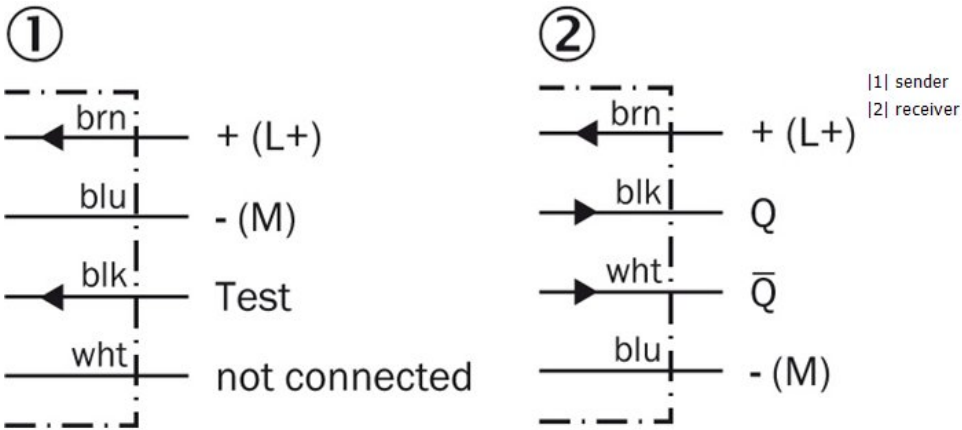 ①
brn + (L+)
blu - (M)
blk Test
wht not connected
②
brn + (L+)
blk Q
wht Q̅
blu - (M)
|1| sender
|2| receiver